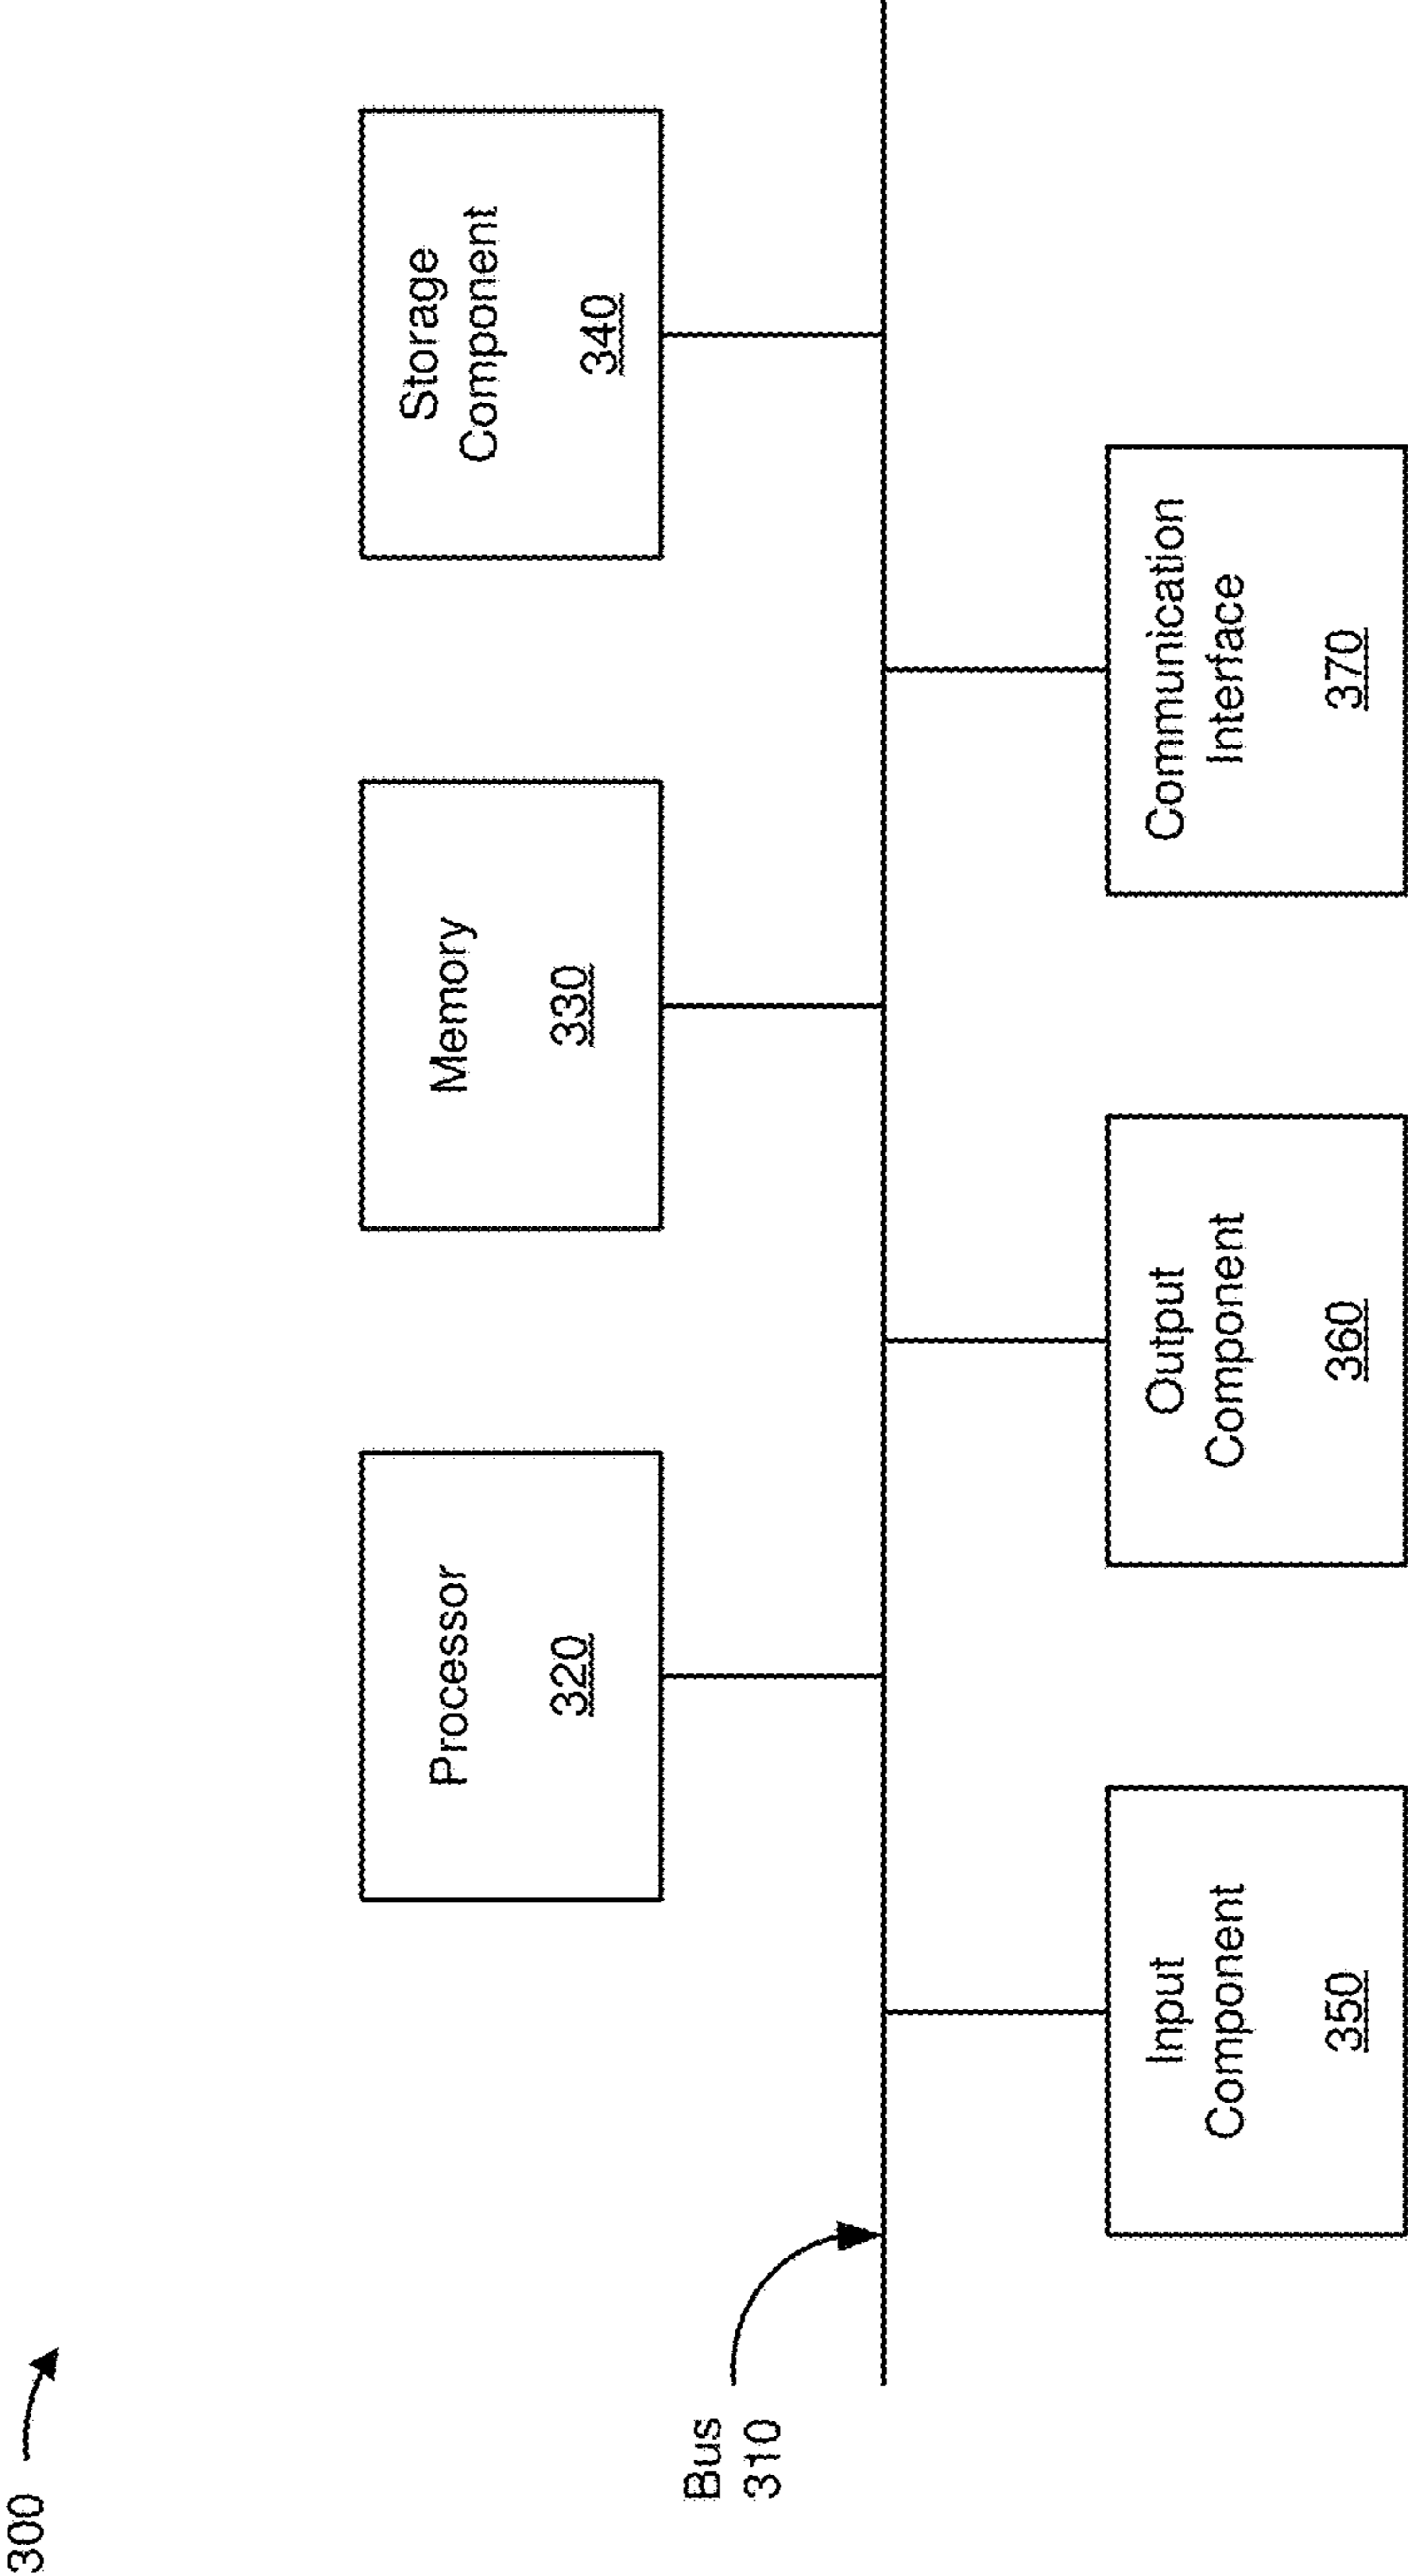 300
Processor
320
Memory
330
Storage
Component
340
Bus
310
Input
Component
350
Output
Component
360
Communication
Interface
370